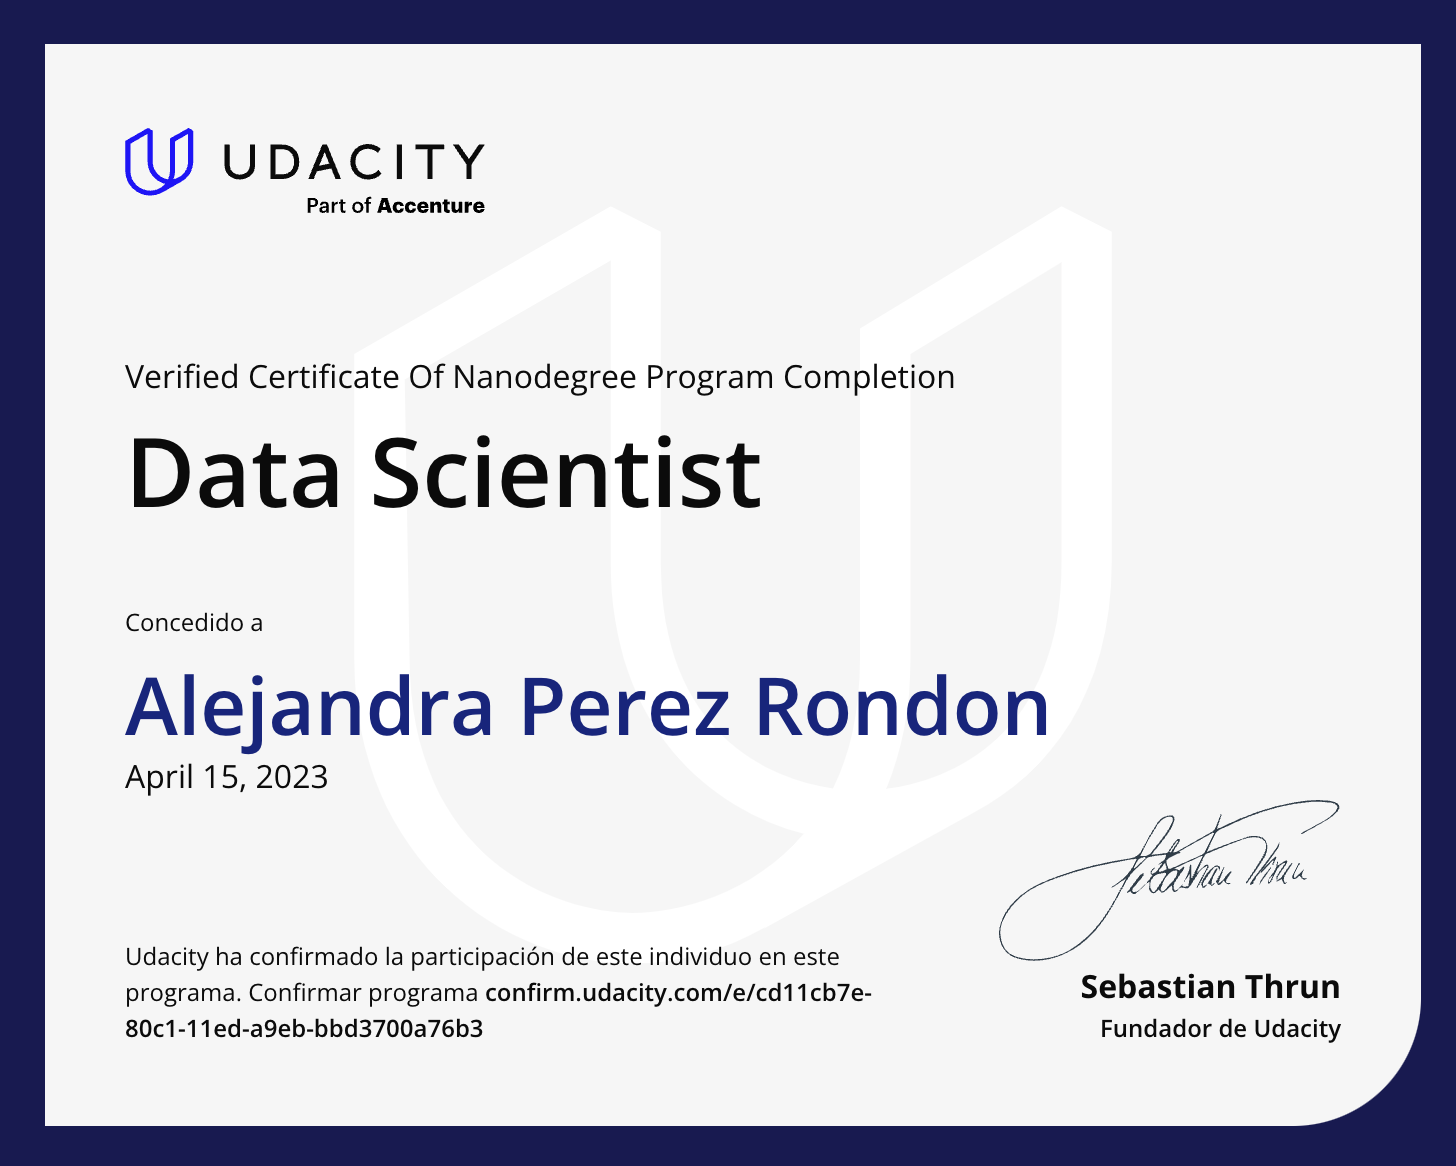 UDACITY
Part of Accenture
Verified Certificate Of Nanodegree Program Completion
Data Scientist
Concedido a
Alejandra Perez Rondon
April 15, 2023
Udacity ha confirmado la participación de este individuo en este
programa. Confirmar programa confirm.udacity.com/e/cd11cb7e-
80c1-11ed-a9eb-bbd3700a76b3
Sebastian Thrun
Sebastian Thrun
Fundador de Udacity